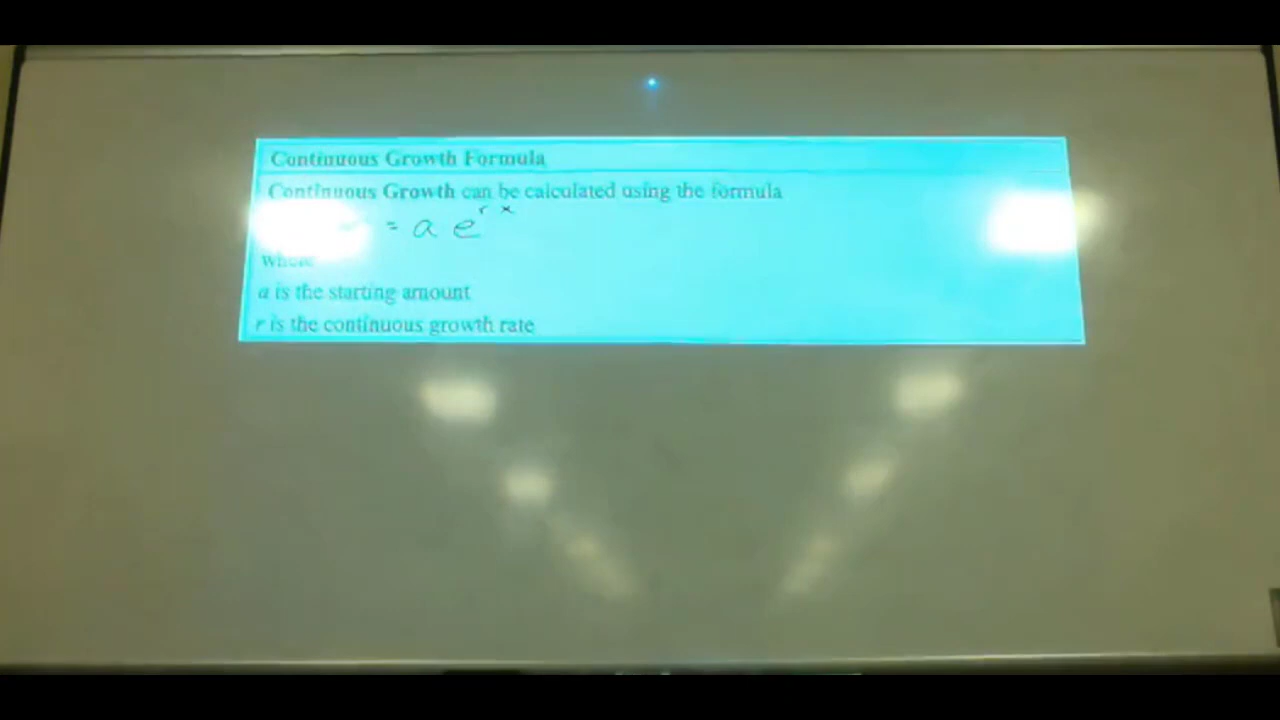 Continuous Growth Formula
Continuous Growth can be calculated using the formula
= a e^{r x}
where
a is the starting amount
r is the continuous growth rate